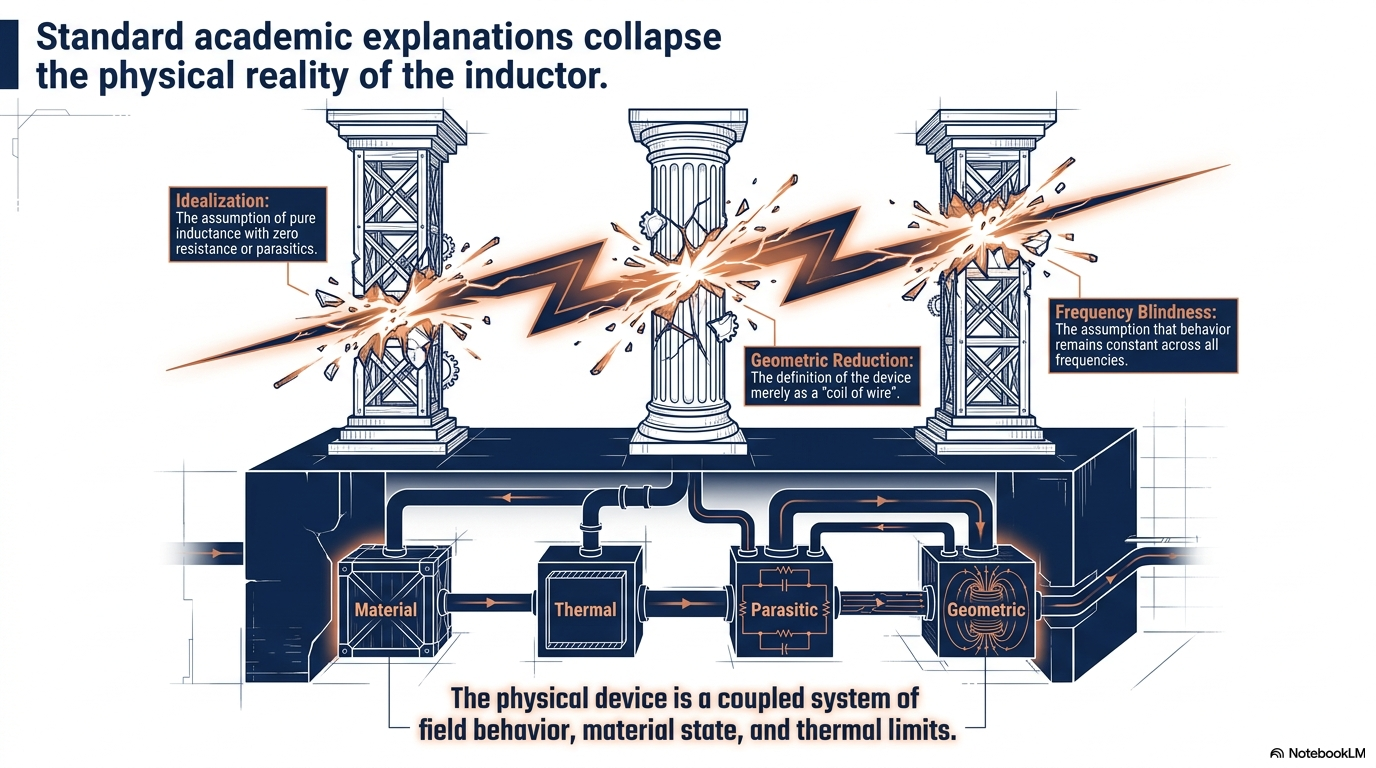 Standard academic explanations collapse
the physical reality of the inductor.
Idealization:
The assumption of pure
inductance with zero
resistance or parasitics.
Geometric Reduction:
The definition of the device
merely as a "coil of wire".
Frequency Blindness:
The assumption that behavior
remains constant across all
frequencies.
Material
Thermal
Parasitic
Geometric
The physical device is a coupled system of
field behavior, material state, and thermal limits.
NotebookLM